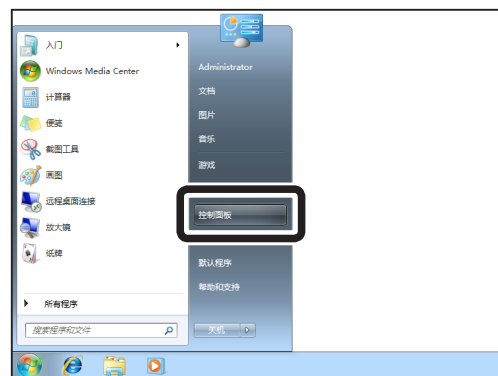 入门
Windows Media Center
计算器
便笺
截图工具
画图
远程桌面连接
放大镜
纸牌
所有程序
搜索程序和文件
Administrator
文档
图片
音乐
游戏
控制面板
默认程序
帮助和支持
关机